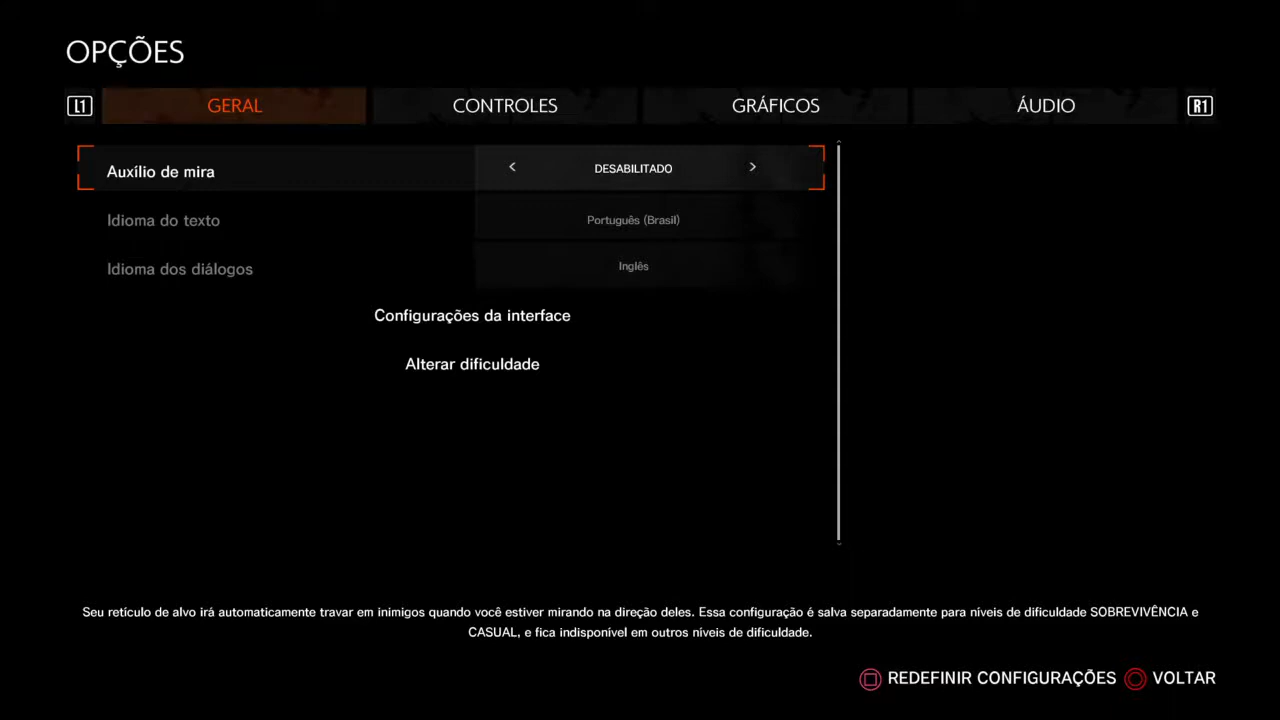 OPÇÕES
L1 GERAL CONTROLES GRÁFICOS ÁUDIO R1
Auxílio de mira < DESABILITADO >
Idioma do texto Português (Brasil)
Idioma dos diálogos Inglês
Configurações da interface
Alterar dificuldade
Seu retículo de alvo irá automaticamente travar em inimigos quando você estiver mirando na direção deles. Essa configuração é salva separadamente para níveis de dificuldade SOBREVIVÊNCIA e
CASUAL, e fica indisponível em outros níveis de dificuldade.
REDEFINIR CONFIGURAÇÕES VOLTAR